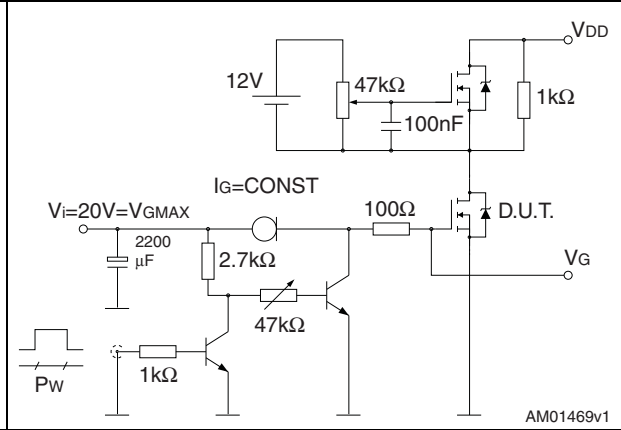 VDD
12V
47kΩ
1kΩ
100nF
IG=CONST
Vi=20V=VGMAX
100Ω
D.U.T.
2200
μF
2.7kΩ
VG
47kΩ
1kΩ
PW
AM01469v1